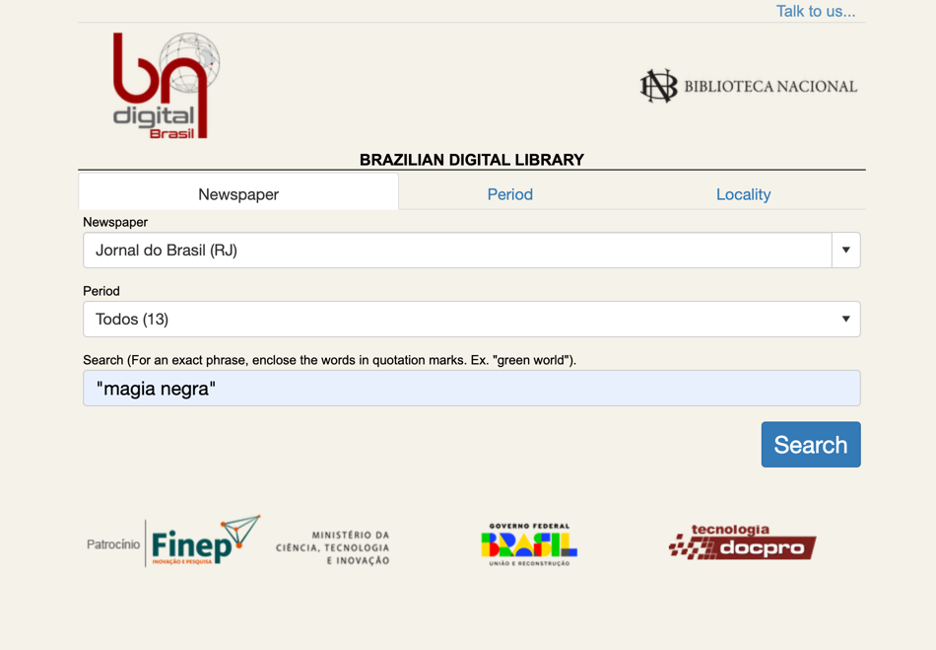 Talk to us...
bn
digital
Brasil
BN BIBLIOTECA NACIONAL
BRAZILIAN DIGITAL LIBRARY
Newspaper Period Locality
Newspaper
Jornal do Brasil (RJ)
Period
Todos (13)
Search (For an exact phrase, enclose the words in quotation marks. Ex. "green world").
"magia negra"
Search
Patrocínio Finep
INOVAÇÃO E PESQUISA
MINISTÉRIO DA
CIÊNCIA, TECNOLOGIA
E INOVAÇÃO
GOVERNO FEDERAL
BRASIL
UNIÃO E RECONSTRUÇÃO
tecnologia
docpro